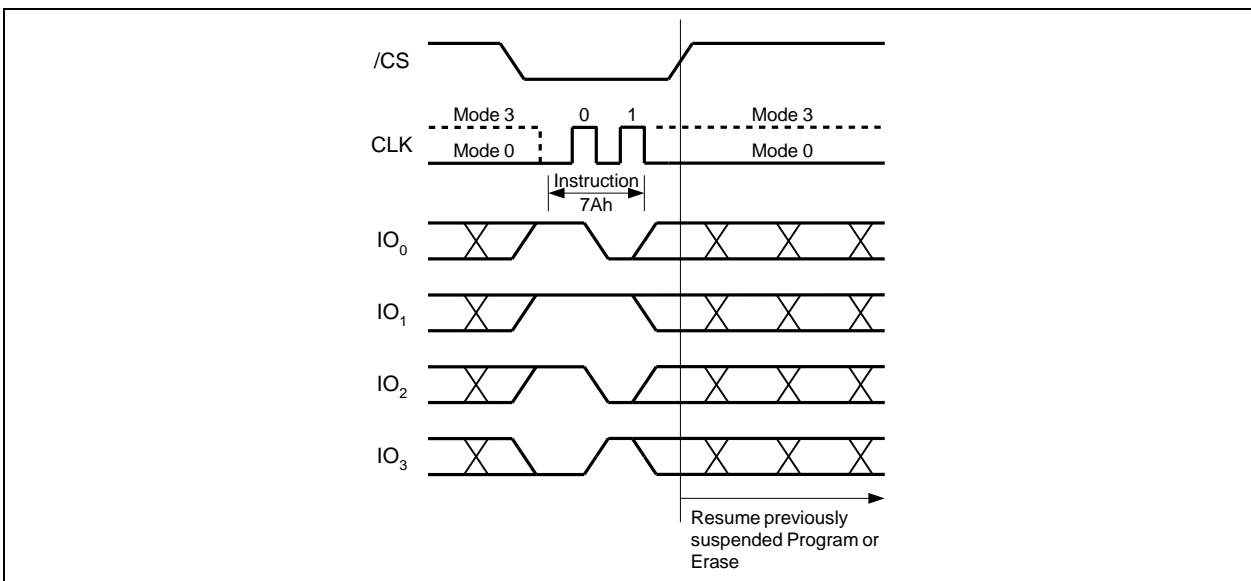 /CS
Mode 3 0 1 Mode 3
CLK
Mode 0 Mode 0
Instruction
7Ah
IO0
IO1
IO2
IO3
Resume previously
suspended Program or
Erase